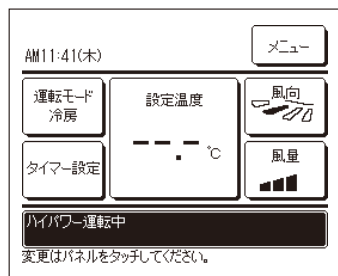 AM11:41(木)
メニュー
運転モード
冷房
設定温度
--.- ℃
風向
タイマー設定
風量
ハイパワー運転中
変更はパネルをタッチしてください。